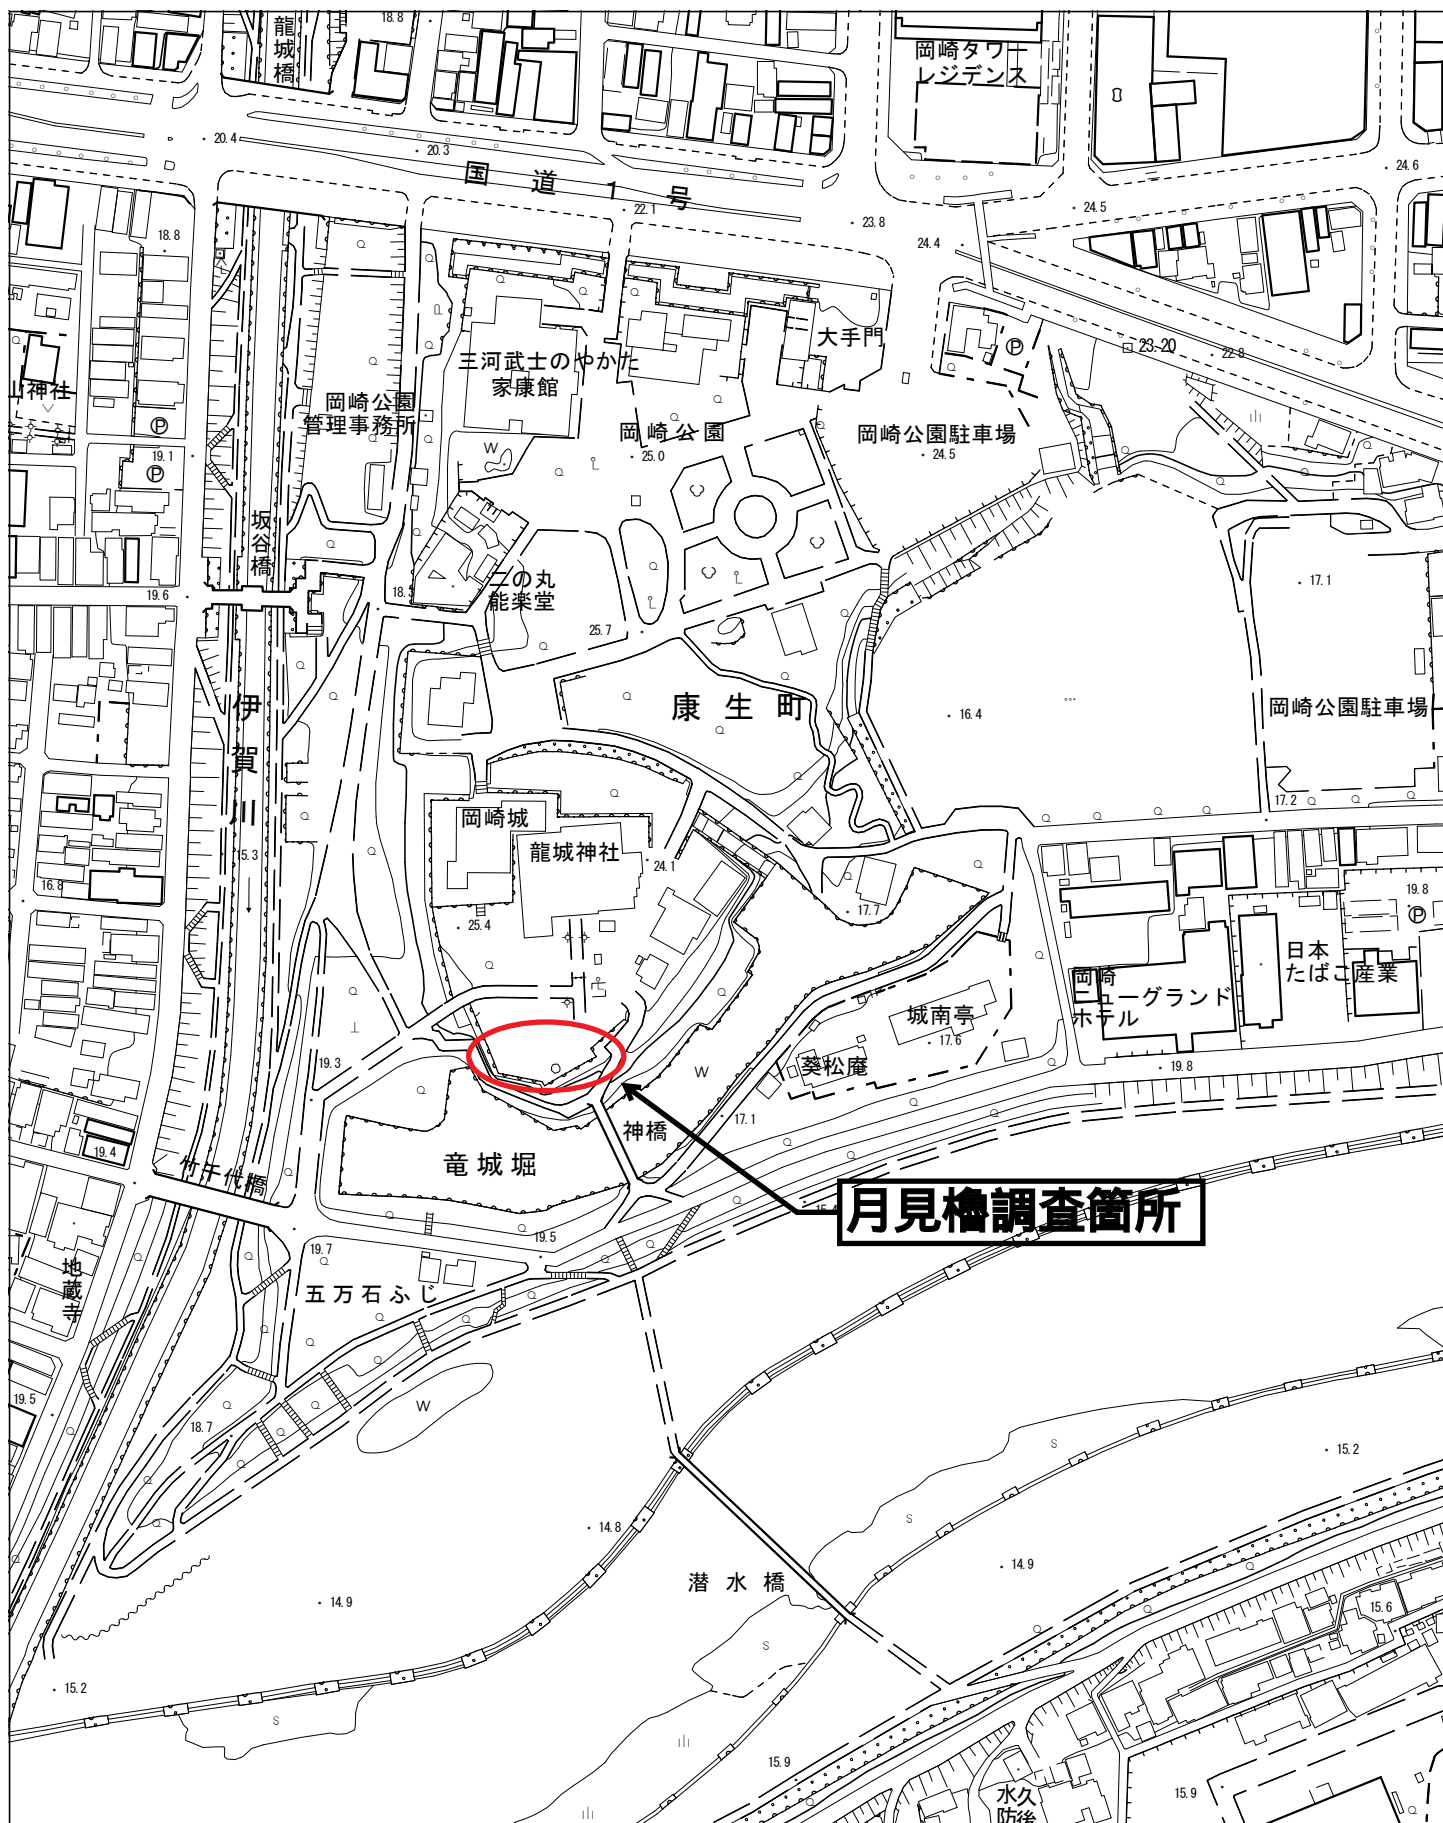 龍城橋
18.8
岡崎タワー
レジデンス
20.4
20.3
国道1号
22.1
23.8
24.5
24.6
24.4
18.8
大手門
23.20
22.8
三河武士のやかた
家康館
山神社
岡崎公園
管理事務所
岡崎公園
25.0
岡崎公園駐車場
24.5
W
19.1
坂谷橋
二の丸
能楽堂
17.1
19.6
18.3
25.7
伊賀川
康生町
16.4
岡崎公園駐車場
17.2
岡崎城
龍城神社
24.1
15.3
16.8
25.4
17.7
19.8
日本
たばこ産業
岡崎
ニューグランド
ホテル
城南亭
17.6
葵松庵
19.3
W
19.8
17.1
神橋
19.4
竜城堀
竹千代橋
月見櫓調査箇所
15.4
19.5
19.7
地蔵寺
五万石ふじ
19.5
W
18.7
S
15.2
S
14.8
14.9
潜水橋
14.9
15.6
S
15.2
S
15.9
15.9
水防
久後